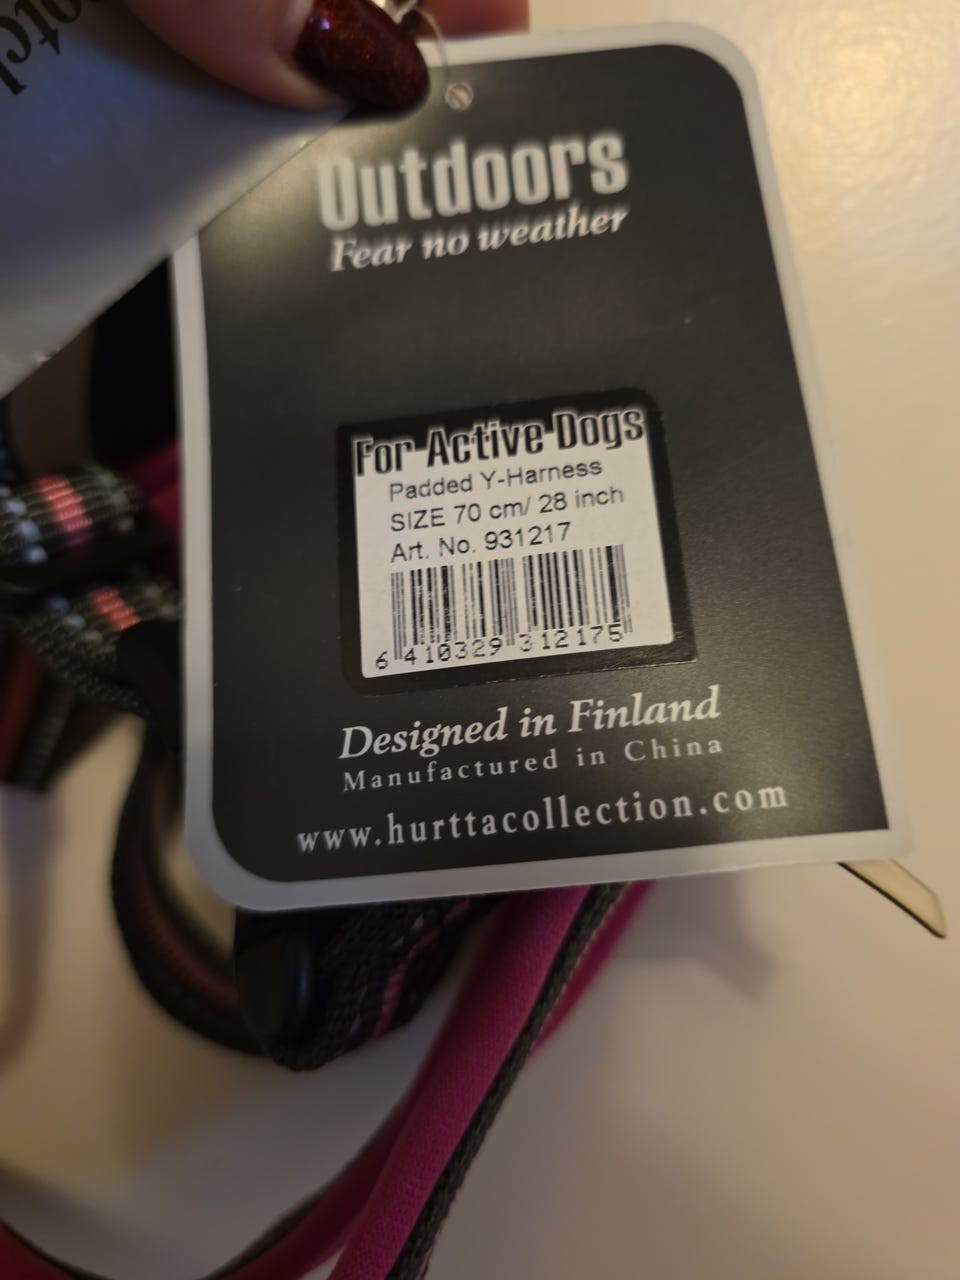 Outdoors
Fear no weather
For Active Dogs
Padded Y-Harness
SIZE 70 cm/ 28 inch
Art. No. 931217
6 410329 312175
Designed in Finland
Manufactured in China
www.hurttacollection.com